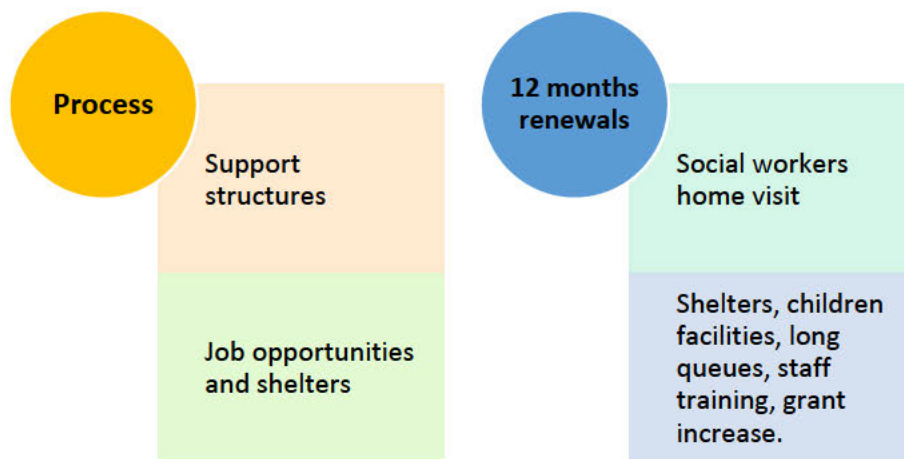 Process
Support
structures
Job opportunities
and shelters
12 months
renewals
Social workers
home visit
Shelters, children
facilities, long
queues, staff
training, grant
increase.